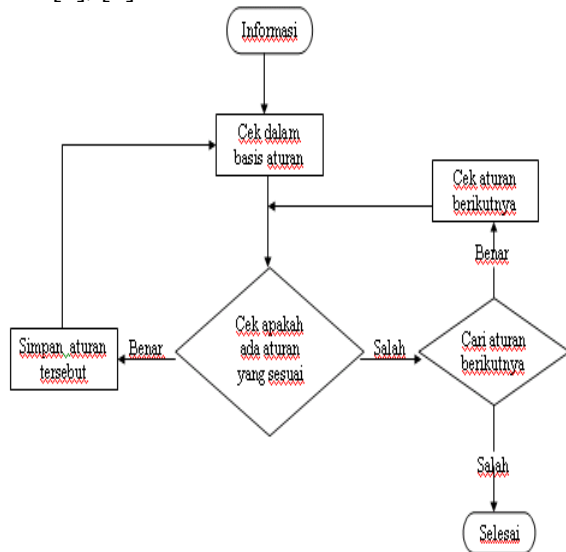 Informasi
Cek dalam
basis aturan
Cek aturan
berikutnya
Benar
Simpan aturan
tersebut
Benar
Cek apakah
ada aturan
yang sesuai
Salah
Cari aturan
berikutnya
Salah
Selesai